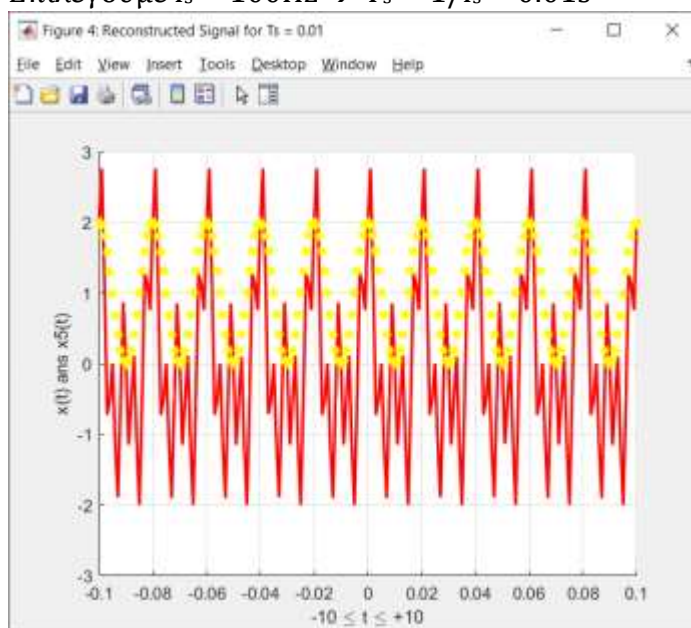 Figure 4: Reconstructed Signal for Ts = 0.01
File Edit View Insert Tools Desktop Window Help
3
2
1
0
-1
-2
-3
x(t) ans x5(t)
-0.1 -0.08 -0.06 -0.04 -0.02 0 0.02 0.04 0.06 0.08 0.1
-10 ≤ t ≤ +10